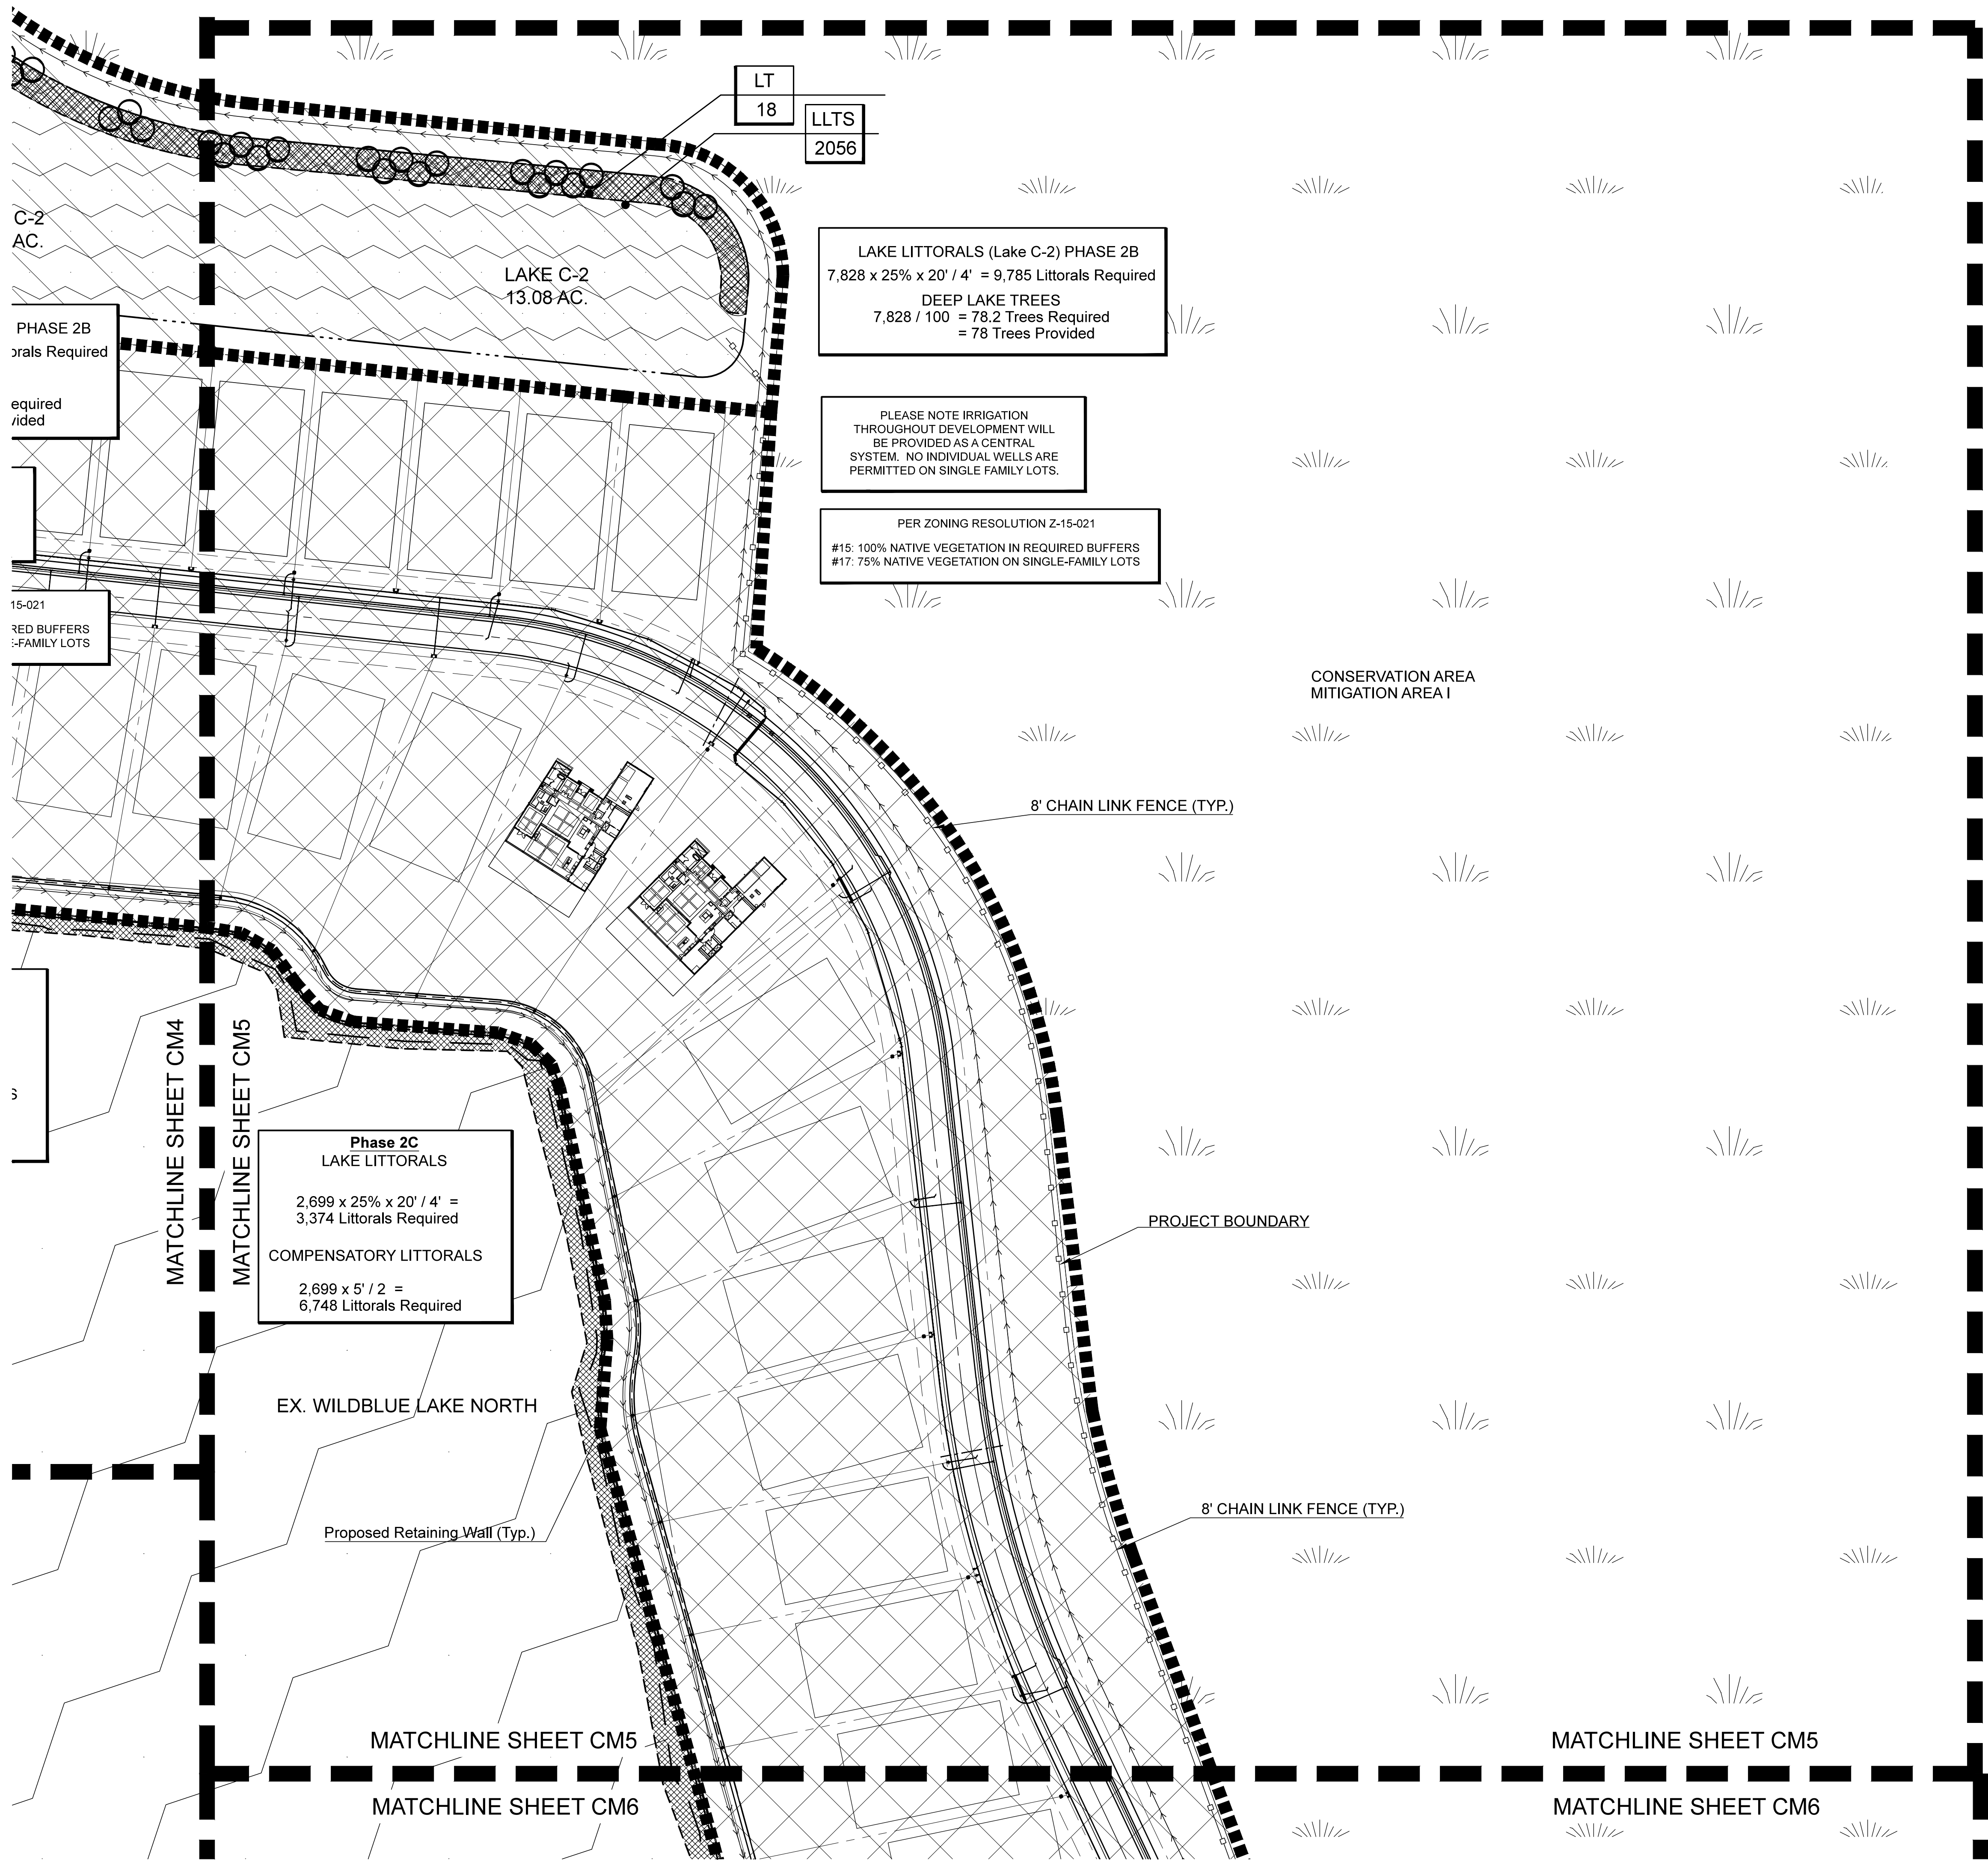 LT
18
LLTS
2056
C-2
AC.
LAKE C-2
13.08 AC.
LAKE LITTORALS (Lake C-2) PHASE 2B
7,828 x 25% x 20' / 4' = 9,785 Littorals Required
DEEP LAKE TREES
7,828 / 100 = 78.2 Trees Required
= 78 Trees Provided
PHASE 2B
Required
PLEASE NOTE IRRIGATION
THROUGHOUT DEVELOPMENT WILL
BE PROVIDED AS A CENTRAL
SYSTEM. NO INDIVIDUAL WELLS ARE
PERMITTED ON SINGLE FAMILY LOTS.
PER ZONING RESOLUTION Z-15-021
#15: 100% NATIVE VEGETATION IN REQUIRED BUFFERS
#17: 75% NATIVE VEGETATION ON SINGLE-FAMILY LOTS
15-021
RED BUFFERS
E-FAMILY LOTS
CONSERVATION AREA
MITIGATION AREA I
8' CHAIN LINK FENCE (TYP.)
MATCHLINE SHEET CM4
MATCHLINE SHEET CM5
S
Phase 2C
LAKE LITTORALS
2,699 x 25% x 20' / 4' =
3,374 Littorals Required
COMPENSATORY LITTORALS
2,699 x 5' / 2 =
6,748 Littorals Required
PROJECT BOUNDARY
EX. WILDBLUE LAKE NORTH
Proposed Retaining Wall (Typ.)
8' CHAIN LINK FENCE (TYP.)
MATCHLINE SHEET CM5
MATCHLINE SHEET CM6
MATCHLINE SHEET CM5
MATCHLINE SHEET CM6